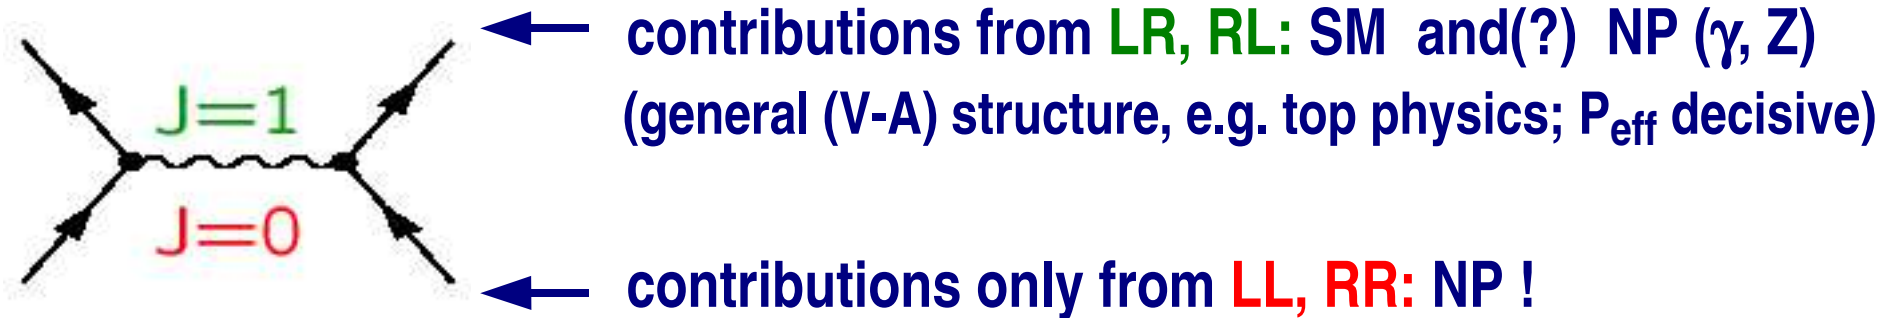 contributions from LR, RL: SM and(?) NP (γ, Z)
J=1
(general (V-A) structure, e.g. top physics; Peff decisive)
J=0
contributions only from LL, RR: NP !